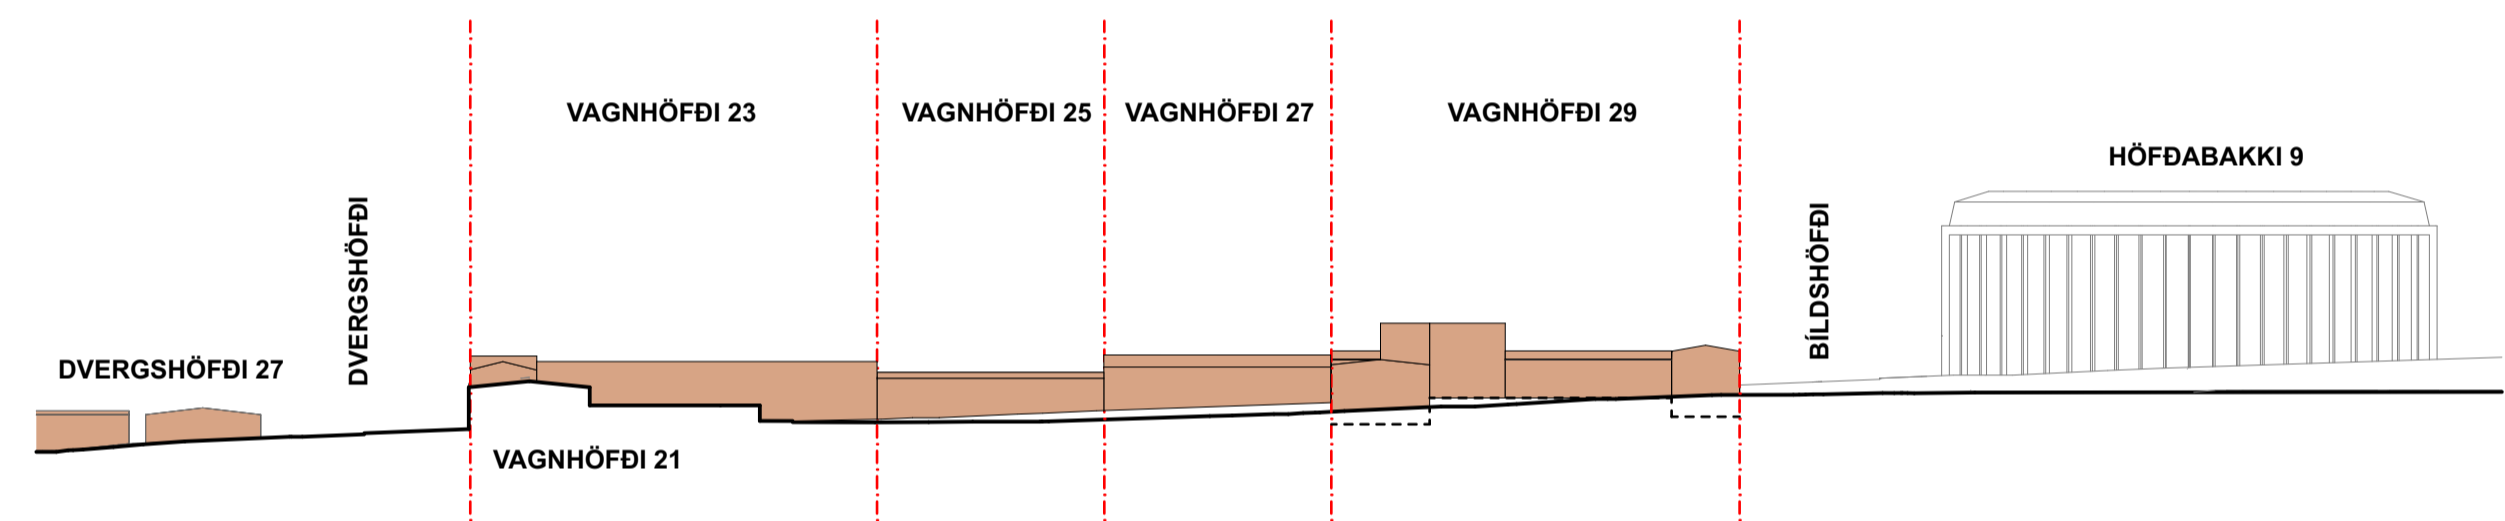 VAGNHÖFÐI 23
VAGNHÖFÐI 25
VAGNHÖFÐI 27
VAGNHÖFÐI 29
HÖFÐABAKKI 9
DVERGSHÖFÐI
BÍLDSHÖFÐI
DVERGSHÖFÐI 27
VAGNHÖFÐI 21